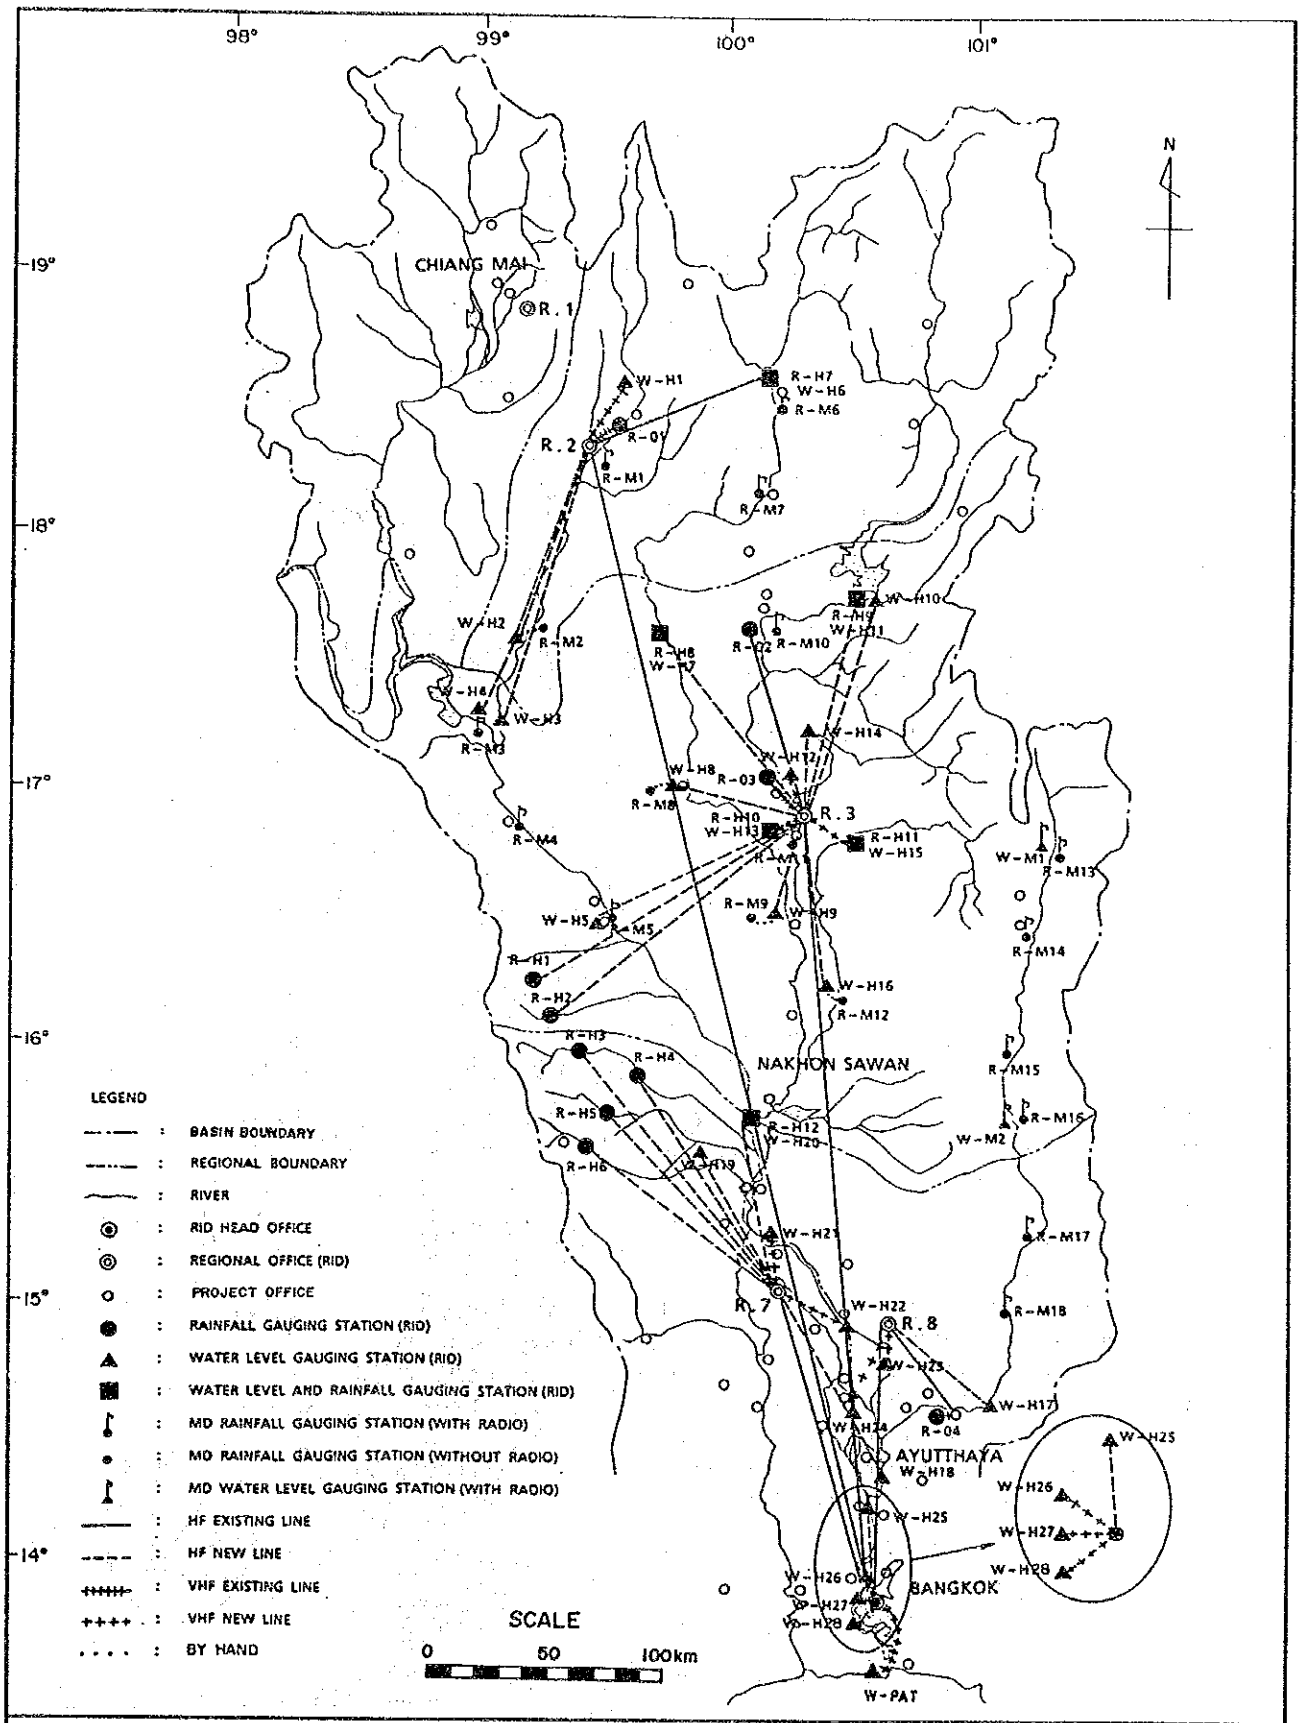 98°
99°
100°
101°
N
19°
CHIANG MAI
R.1
W-H1
R-H7
W-H6
R-M6
R-01
R.2
R-M1
R-M7
18°
W-H2
R-M2
R-H8
W-H7
R-02
R-M10
R-H9
W-H11
W-H10
W-H4
W-H3
R-M3
W-H14
W-H12
17°
W-H8
R-03
R-M8
R.3
R-M4
R-H10
W-H13
R-M11
R-H11
W-H15
W-M1
R-M13
R-M9
W-H9
W-H5
M5
R-M14
R-H1
R-H2
W-H16
R-M12
16°
R-H3
R-H4
NAKHON SAWAN
R-M15
R-H5
R-H12
W-H20
W-M2
R-M16
R-H6
W-H19
W-H21
R-M17
15°
R.7
W-H22
R.8
R-M18
W-H23
W-H17
W-H24
R-04
AYUTTHAYA
W-H18
W-H25
W-H25
W-H26
W-H27
W-H28
14°
W-H26
BANGKOK
W-H27
W-H28
W-PAT
LEGEND
: BASIN BOUNDARY
: REGIONAL BOUNDARY
: RIVER
: RID HEAD OFFICE
: REGIONAL OFFICE (RID)
: PROJECT OFFICE
: RAINFALL GAUGING STATION (RID)
: WATER LEVEL GAUGING STATION (RID)
: WATER LEVEL AND RAINFALL GAUGING STATION (RID)
: MD RAINFALL GAUGING STATION (WITH RADIO)
: MD RAINFALL GAUGING STATION (WITHOUT RADIO)
: MD WATER LEVEL GAUGING STATION (WITH RADIO)
: HF EXISTING LINE
: HF NEW LINE
: VHF EXISTING LINE
: VHF NEW LINE
: BY HAND
SCALE
0 50 100km